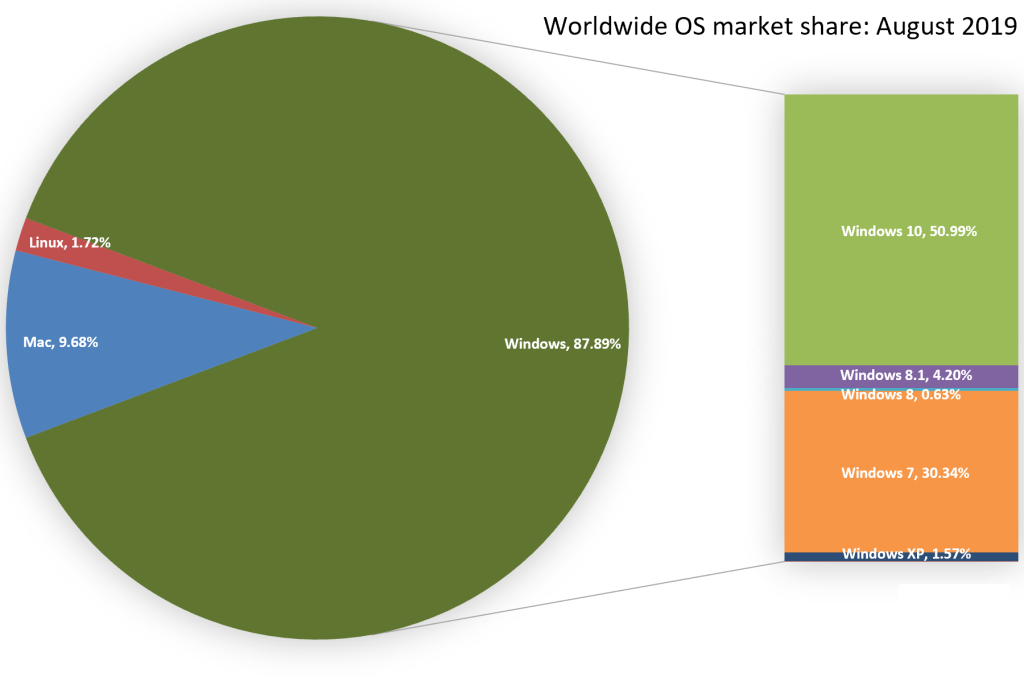 Worldwide OS market share: August 2019
Linux, 1.72%
Mac, 9.68%
Windows, 87.89%
Windows 10, 50.99%
Windows 8.1, 4.20%
Windows 8, 0.63%
Windows 7, 30.34%
Windows XP, 1.57%